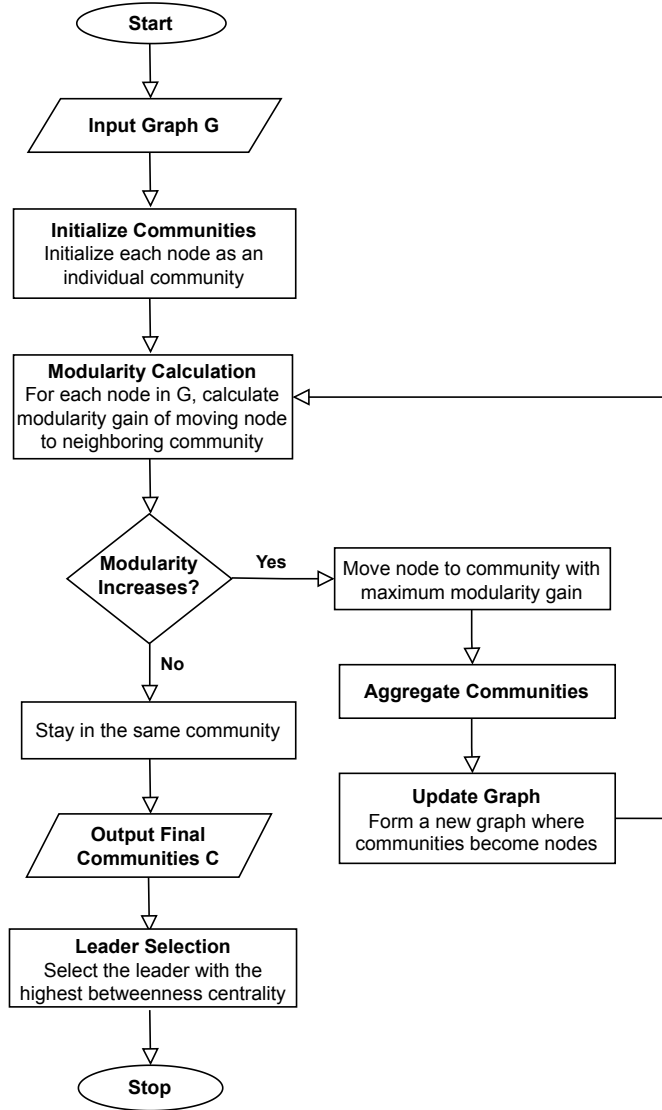 Start
Input Graph G
Initialize Communities
Initialize each node as an
individual community
Modularity Calculation
For each node in G, calculate
modularity gain of moving node
to neighboring community
Modularity
Increases?
Yes
Move node to community with
maximum modularity gain
No
Aggregate Communities
Stay in the same community
Update Graph
Form a new graph where
communities become nodes
Output Final
Communities C
Leader Selection
Select the leader with the
highest betweenness centrality
Stop